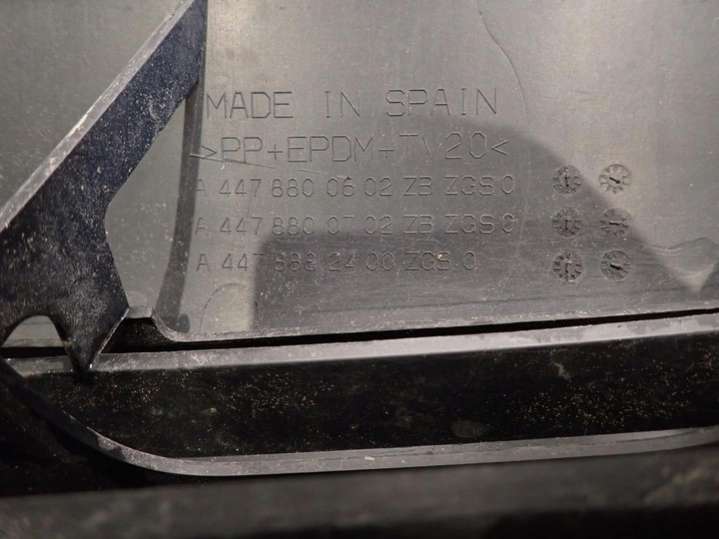 MADE IN SPAIN
>PP+EPDM+TV20<
A 447 880 06 02 ZB ZGS 0
A 447 880 07 02 ZB ZGS 0
A 447 888 24 00 ZGS 0